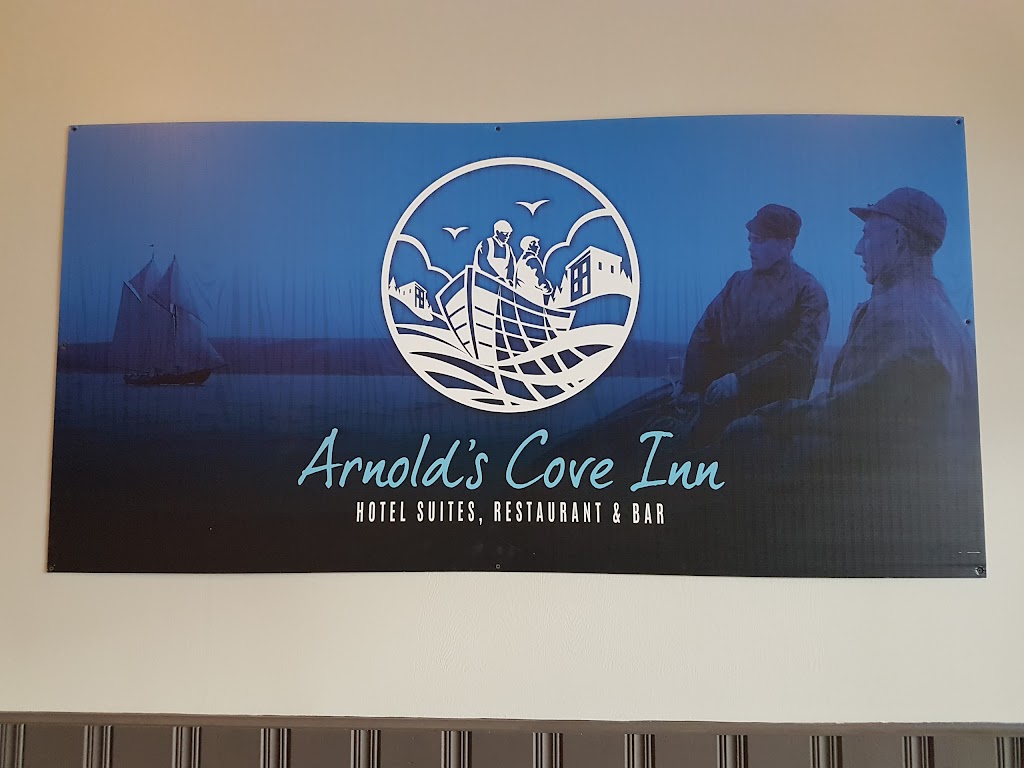 Arnold's Cove Inn
HOTEL SUITES, RESTAURANT & BAR